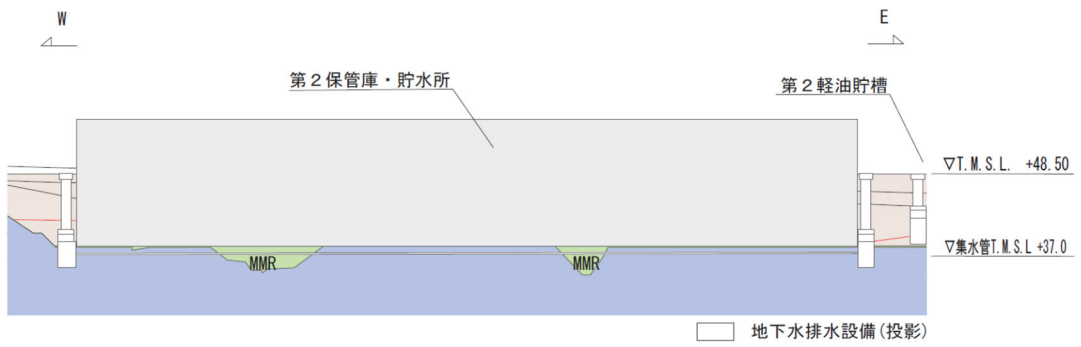 W
E
第2保管庫・貯水所
第2軽油貯槽
▽T.M.S.L. +48.50
▽集水管T.M.S.L +37.0
MMR
MMR
地下水排水設備(投影)